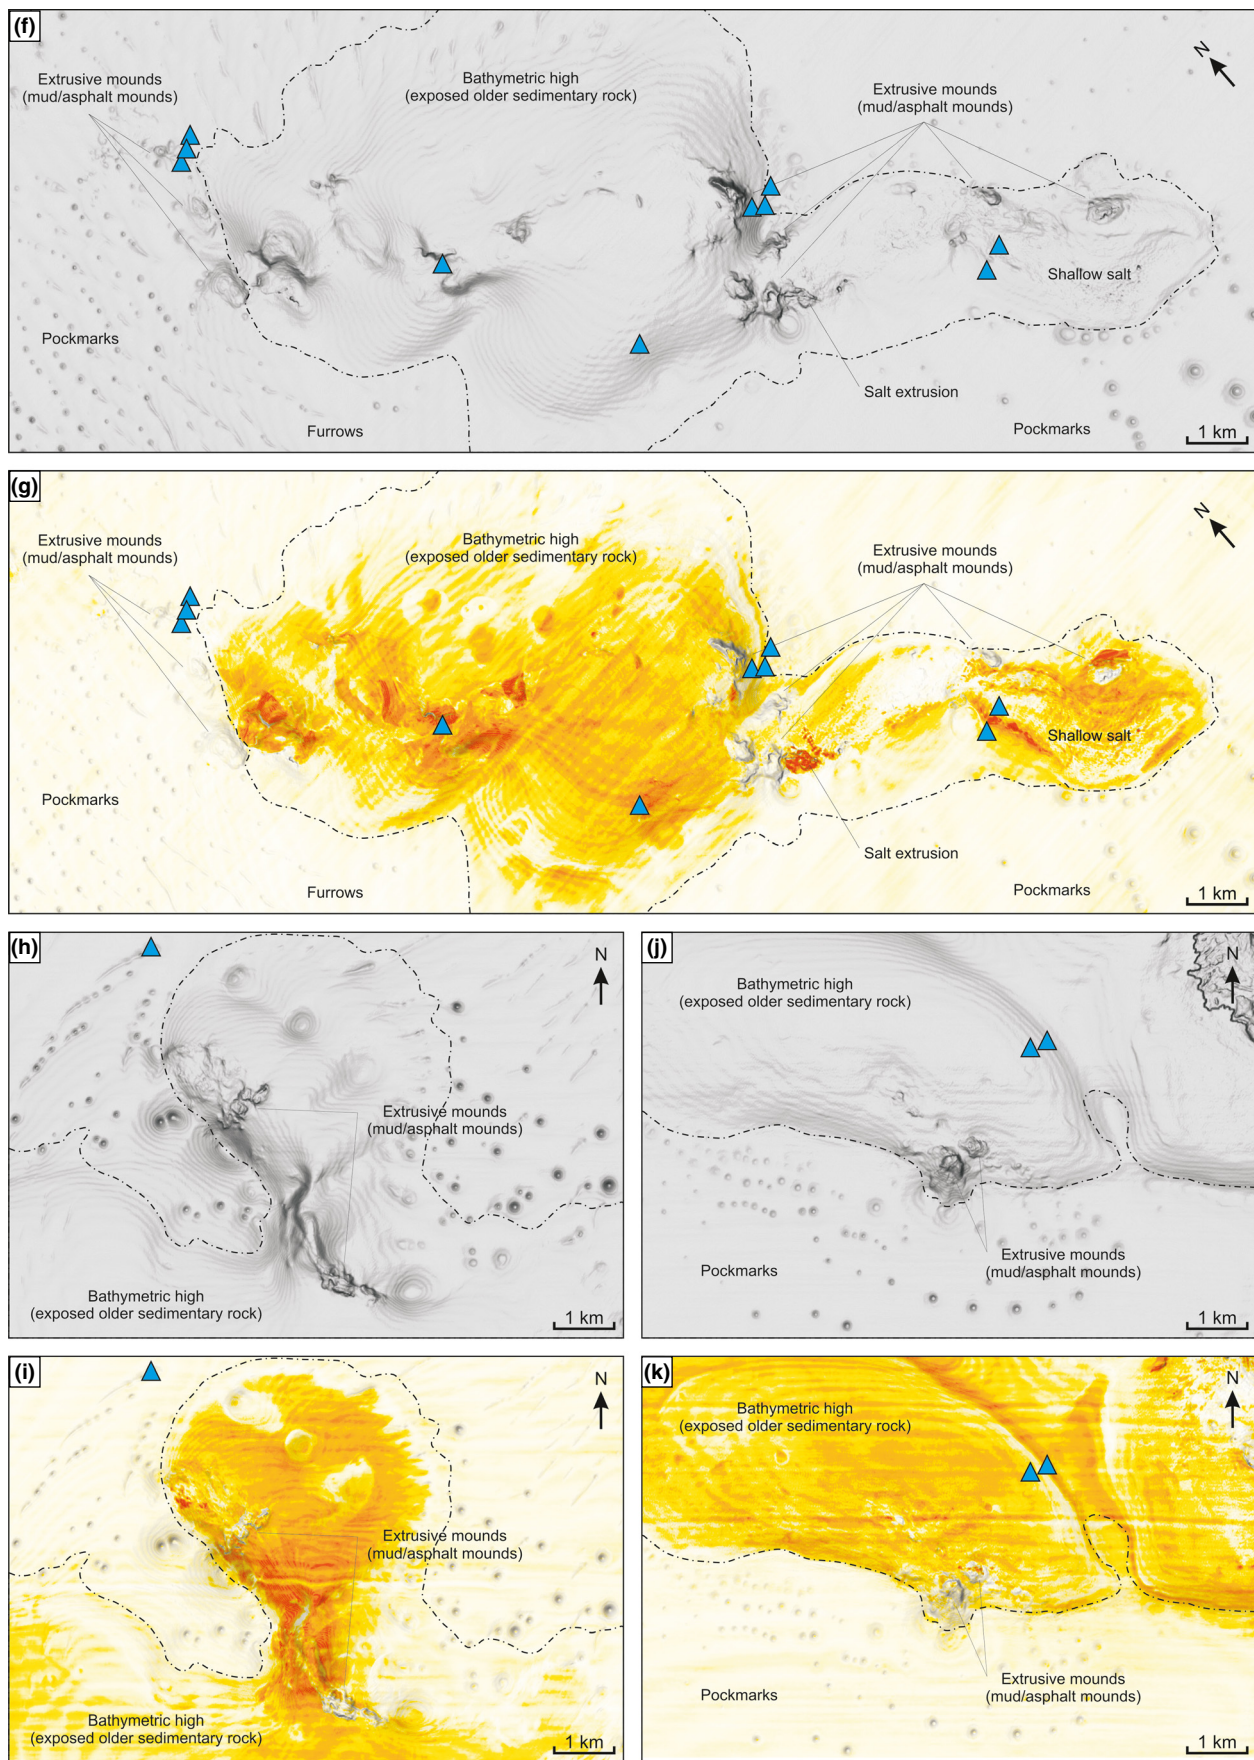 (f)
N
Extrusive mounds
(mud/asphalt mounds)
Bathymetric high
(exposed older sedimentary rock)
Extrusive mounds
(mud/asphalt mounds)
Shallow salt
Pockmarks
Salt extrusion
Furrows
Pockmarks
1 km
(g)
N
Extrusive mounds
(mud/asphalt mounds)
Bathymetric high
(exposed older sedimentary rock)
Extrusive mounds
(mud/asphalt mounds)
Shallow salt
Pockmarks
Salt extrusion
Furrows
Pockmarks
1 km
(h)
N
Extrusive mounds
(mud/asphalt mounds)
Bathymetric high
(exposed older sedimentary rock)
1 km
(j)
N
Bathymetric high
(exposed older sedimentary rock)
Extrusive mounds
(mud/asphalt mounds)
Pockmarks
1 km
(i)
N
Extrusive mounds
(mud/asphalt mounds)
Bathymetric high
(exposed older sedimentary rock)
1 km
(k)
N
Bathymetric high
(exposed older sedimentary rock)
Extrusive mounds
(mud/asphalt mounds)
Pockmarks
1 km